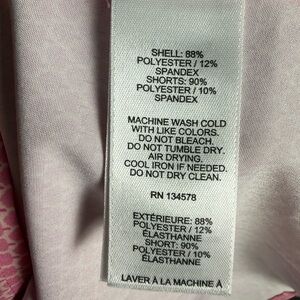 SHELL: 88%
POLYESTER / 12%
SPANDEX
SHORTS: 90%
POLYESTER / 10%
SPANDEX
MACHINE WASH COLD
WITH LIKE COLORS.
DO NOT BLEACH.
DO NOT TUMBLE DRY.
AIR DRYING.
COOL IRON IF NEEDED.
DO NOT DRY CLEAN.
RN 134578
EXTÉRIEURE: 88%
POLYESTER / 12%
ÉLASTHANNE
SHORT: 90%
POLYESTER / 10%
ÉLASTHANNE
LAVER À LA MACHINE À